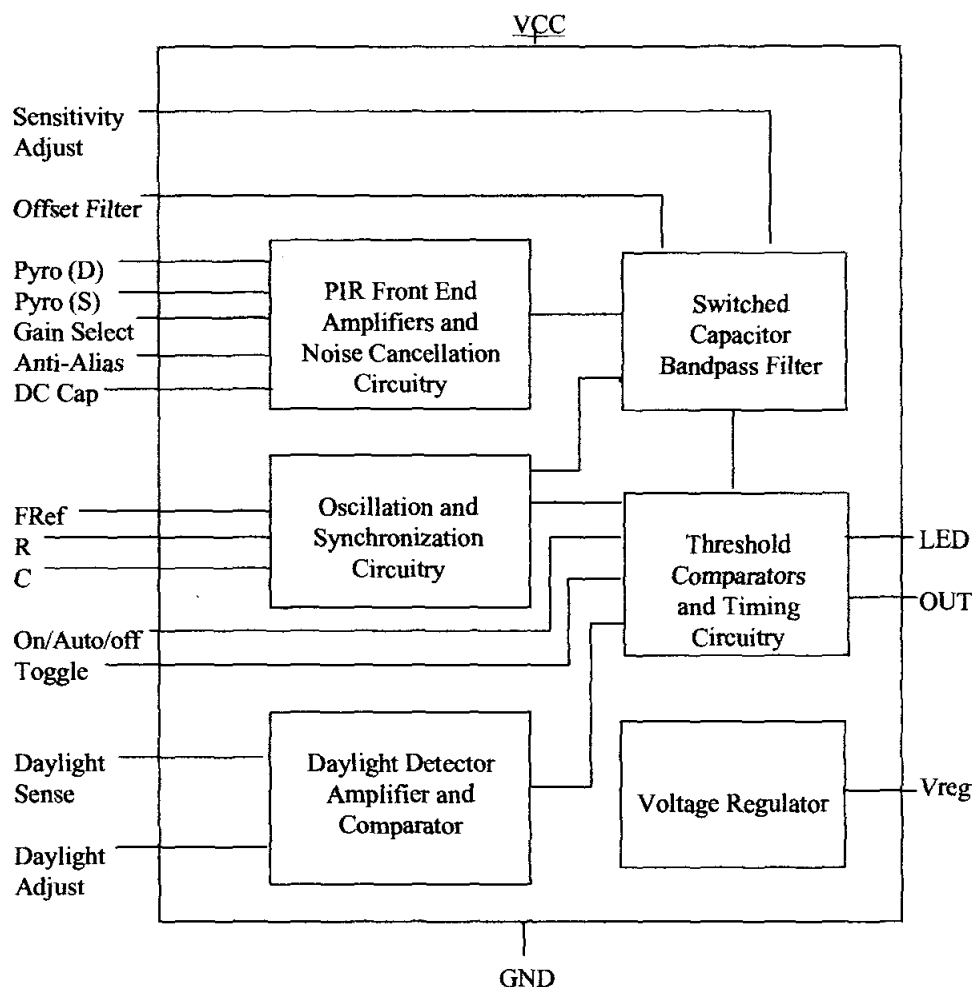 VCC
Sensitivity
Adjust
Offset Filter
Pyro (D)
Pyro (S)
Gain Select
Anti-Alias
DC Cap
PIR Front End
Amplifiers and
Noise Cancellation
Circuitry
Switched
Capacitor
Bandpass Filter
FRef
R
C
Oscillation and
Synchronization
Circuitry
Threshold
Comparators
and Timing
Circuitry
LED
OUT
On/Auto/off
Toggle
Daylight
Sense
Daylight
Adjust
Daylight Detector
Amplifier and
Comparator
Voltage Regulator
Vreg
GND